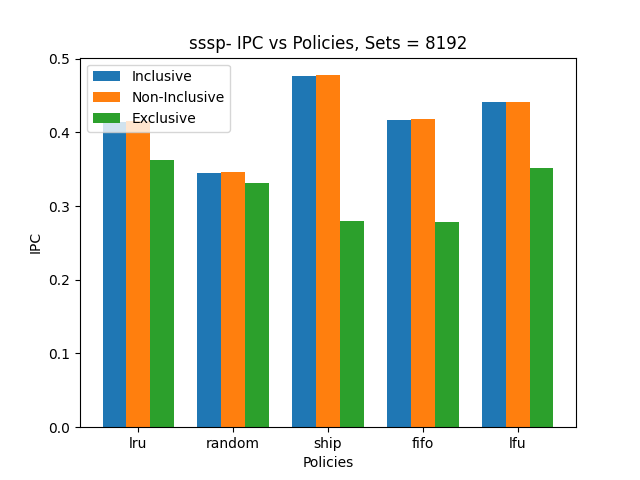 sssp- IPC vs Policies, Sets = 8192
Inclusive
Non-Inclusive
Exclusive
0.5
0.4
0.3
0.2
0.1
0.0
IPC
lru random ship fifo lfu
Policies